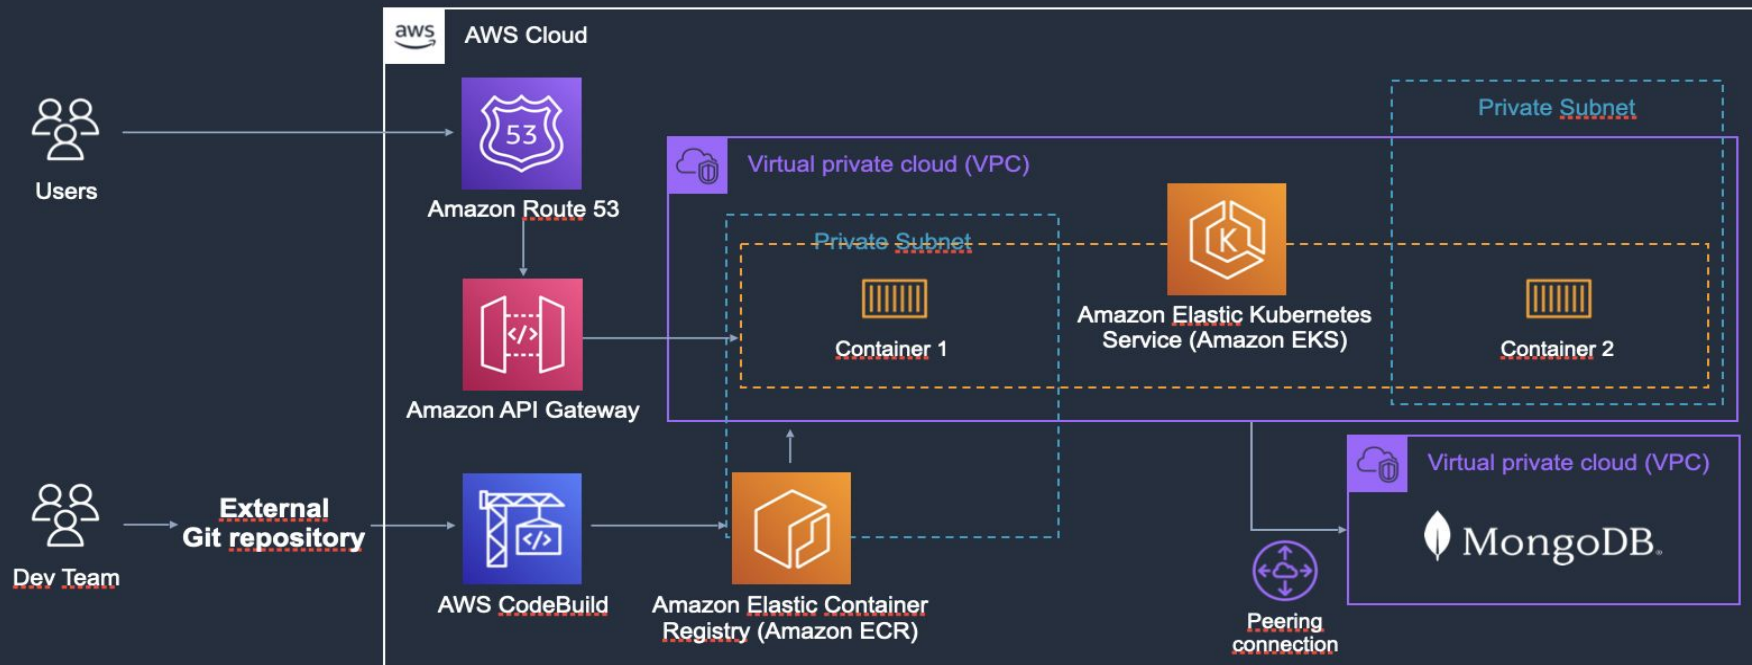 aws
AWS Cloud
Users
53
Amazon Route 53
Private Subnet
Virtual private cloud (VPC)
Private Subnet
K
Container 1
Amazon Elastic Kubernetes
Service (Amazon EKS)
Container 2
</>
Amazon API Gateway
Dev Team
External
Git repository
</>
AWS CodeBuild
Amazon Elastic Container
Registry (Amazon ECR)
Virtual private cloud (VPC)
MongoDB®
Peering
connection